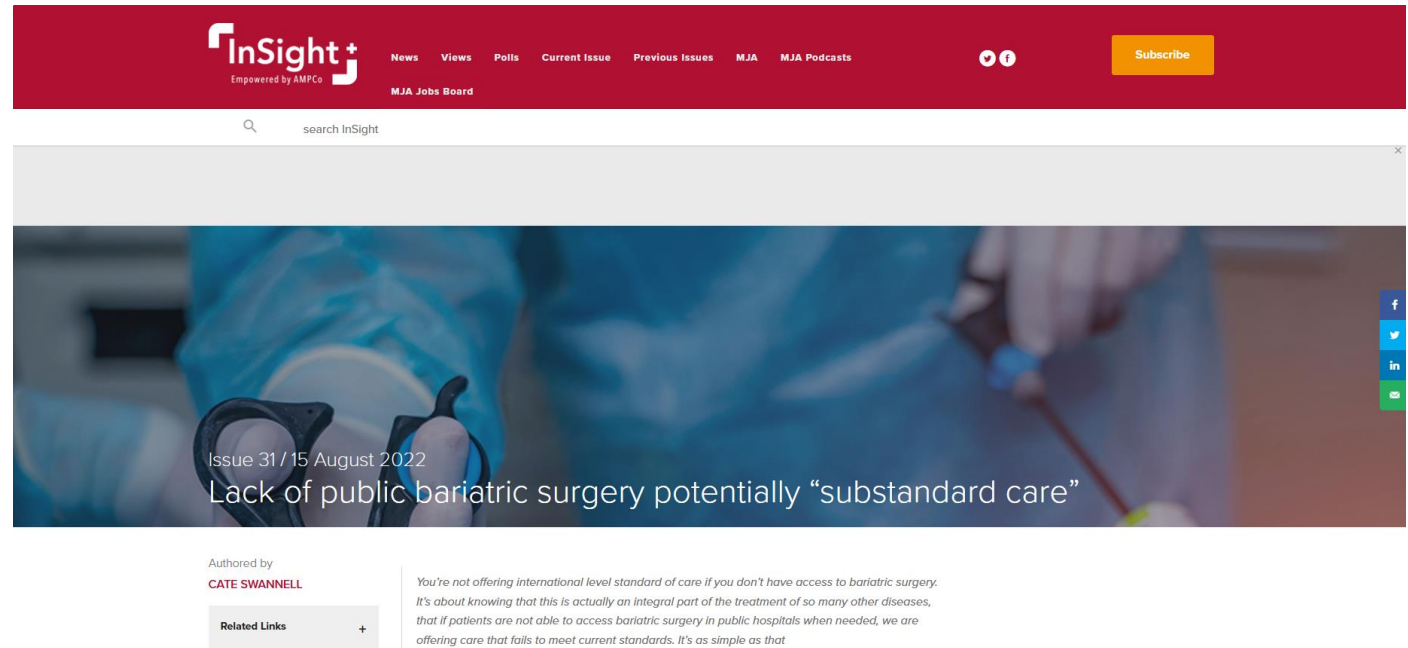 InSight+
Empowered by AMPCo
News Views Polls Current Issue Previous Issues MJA MJA Podcasts
MJA Jobs Board
Subscribe
search InSight
Issue 31 / 15 August 2022
Lack of public bariatric surgery potentially “substandard care”
Authored by
CATE SWANNELL
Related Links +
You’re not offering international level standard of care if you don’t have access to bariatric surgery.
It’s about knowing that this is actually an integral part of the treatment of so many other diseases,
that if patients are not able to access bariatric surgery in public hospitals when needed, we are
offering care that fails to meet current standards. It’s as simple as that